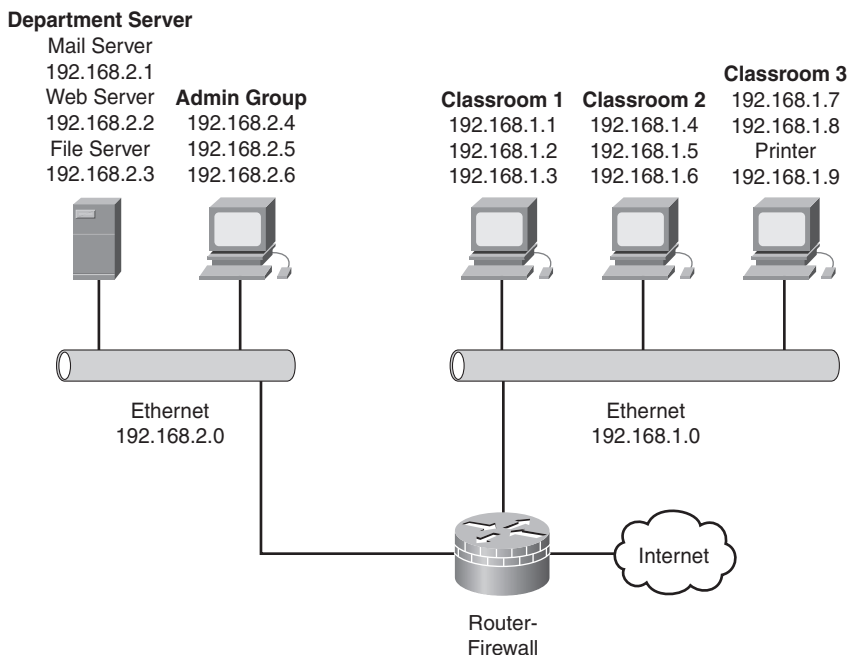 Department Server
Mail Server
192.168.2.1
Web Server
192.168.2.2
File Server
192.168.2.3
Admin Group
192.168.2.4
192.168.2.5
192.168.2.6
Classroom 1
192.168.1.1
192.168.1.2
192.168.1.3
Classroom 2
192.168.1.4
192.168.1.5
192.168.1.6
Classroom 3
192.168.1.7
192.168.1.8
Printer
192.168.1.9
Ethernet
192.168.2.0
Ethernet
192.168.1.0
Internet
Router-
Firewall